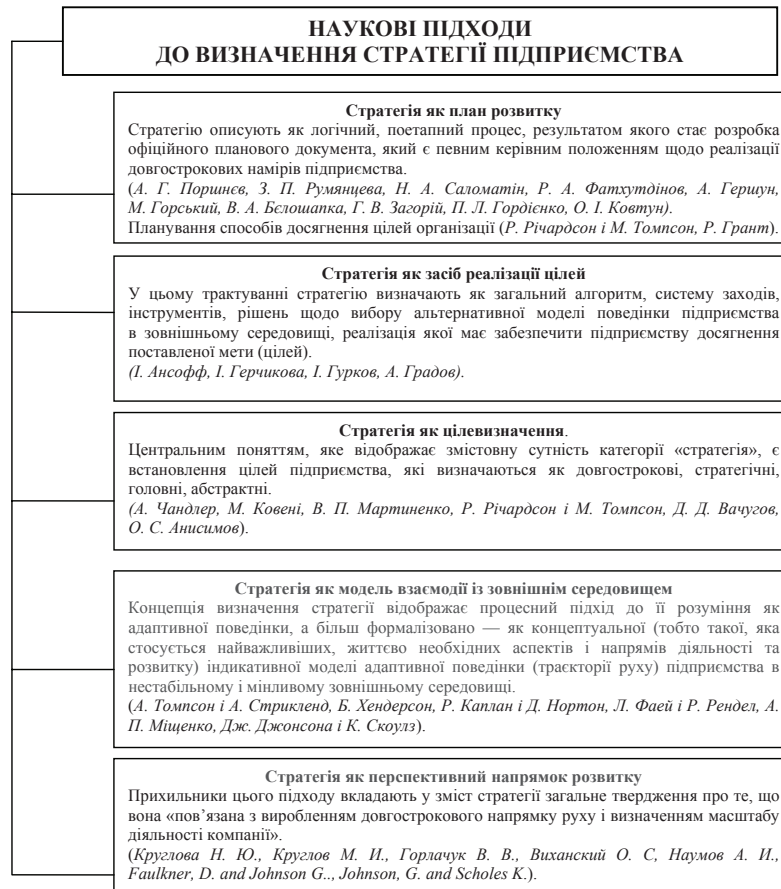 НАУКОВІ ПІДХОДИ
ДО ВИЗНАЧЕННЯ СТРАТЕГІЇ ПІДПРИЄМСТВА
Стратегія як план розвитку
Стратегію описують як логічний, поетапний процес, результатом якого стає розробка
офіційного планового документа, який є певним керівним положенням щодо реалізації
довгострокових намірів підприємства.
(А. Г. Поршнєв, З. П. Румянцева, Н. А. Саломатін, Р. А. Фатхутдінов, А. Гершун,
М. Горський, В. А. Бєлошапка, Г. В. Загорій, П. Л. Гордієнко, О. І. Ковтун).
Планування способів досягнення цілей організації (Р. Річардсон і М. Томпсон, Р. Грант).
Стратегія як засіб реалізації цілей
У цьому трактуванні стратегію визначають як загальний алгоритм, систему заходів,
інструментів, рішень щодо вибору альтернативної моделі поведінки підприємства
в зовнішньому середовищі, реалізація якої має забезпечити підприємству досягнення
поставленої мети (цілей).
(І. Ансофф, І. Герчикова, І. Гурков, А. Градов).
Стратегія як цілевизначення.
Центральним поняттям, яке відображає змістовну сутність категорії «стратегія», є
встановлення цілей підприємства, які визначаються як довгострокові, стратегічні,
головні, абстрактні.
(А. Чандлер, М. Ковені, В. П. Мартиненко, Р. Річардсон і М. Томпсон, Д. Д. Вачугов,
О. С. Анисимов).
Стратегія як модель взаємодії із зовнішнім середовищем
Концепція визначення стратегії відображає процесний підхід до її розуміння як
адаптивної поведінки, а більш формалізовано — як концептуальної (тобто такої, яка
стосується найважливіших, життєво необхідних аспектів і напрямів діяльності та
розвитку) індикативної моделі адаптивної поведінки (траєкторії руху) підприємства в
нестабільному і мінливому зовнішньому середовищі.
(А. Томпсон і А. Стрикленд, Б. Хендерсон, Р. Каплан і Д. Нортон, Л. Фаей і Р. Рендел, А.
П. Міщенко, Дж. Джонсона і К. Скоулз).
Стратегія як перспективний напрямок розвитку
Прихильники цього підходу вкладають у зміст стратегії загальне твердження про те, що
вона «пов’язана з виробленням довгострокового напрямку руху і визначенням масштабу
діяльності компанії».
(Круглова Н. Ю., Круглов М. И., Горлачук В. В., Виханский О. С, Наумов А. И.,
Faulkner, D. and Johnson G.., Johnson, G. and Scholes K.).